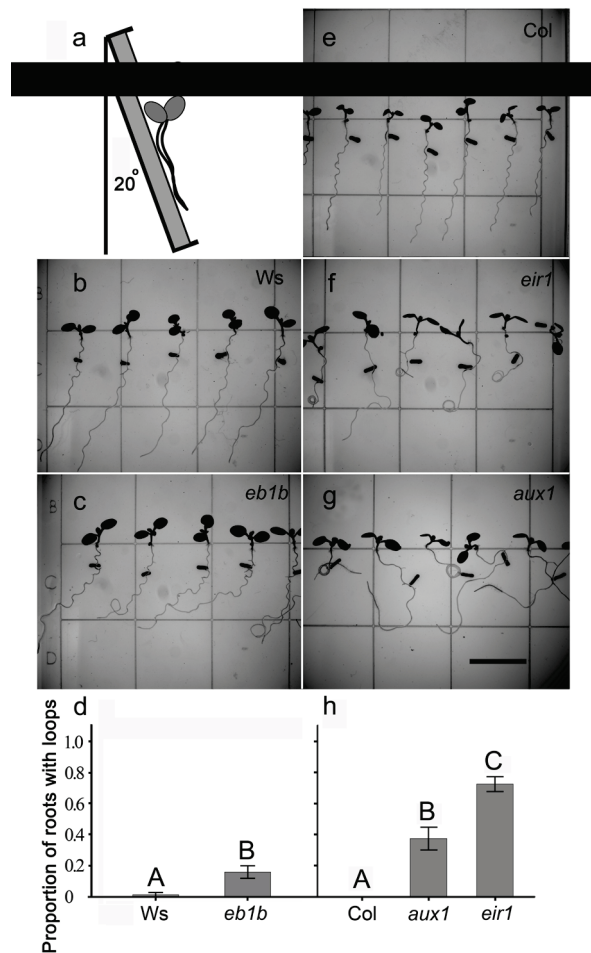 a
20°
e
Col
b
Ws
f
eir1
c
eb1b
B
C
D
g
aux1
d
h
Proportion of roots with loops
1.0
0.8
0.6
0.4
0.2
0
A
B
A
B
C
Ws
eb1b
Col
aux1
eir1